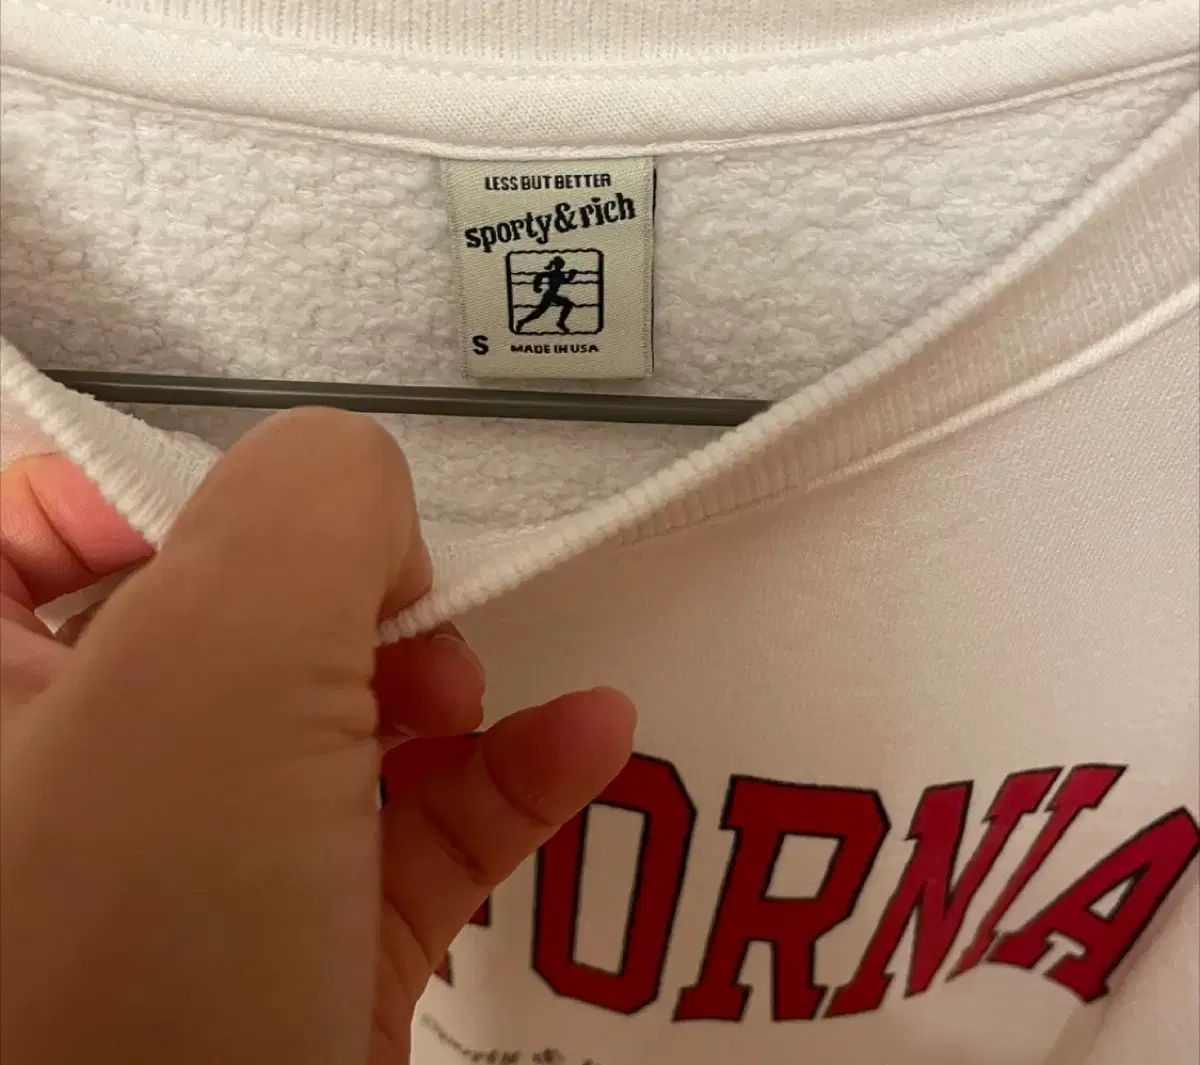 LESS BUT BETTER
sporty&rich
S MADE IN USA
FORNIA